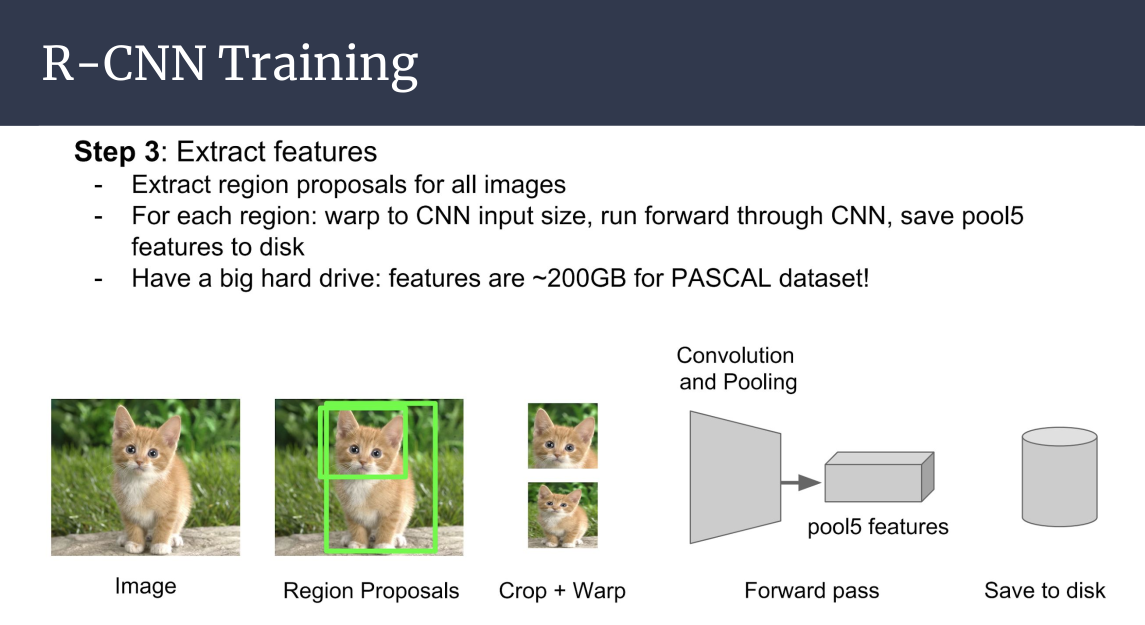 R-CNN Training
Step 3: Extract features
- Extract region proposals for all images
- For each region: warp to CNN input size, run forward through CNN, save pool5
features to disk
- Have a big hard drive: features are ~200GB for PASCAL dataset!
Convolution
and Pooling
pool5 features
Image
Region Proposals
Crop + Warp
Forward pass
Save to disk